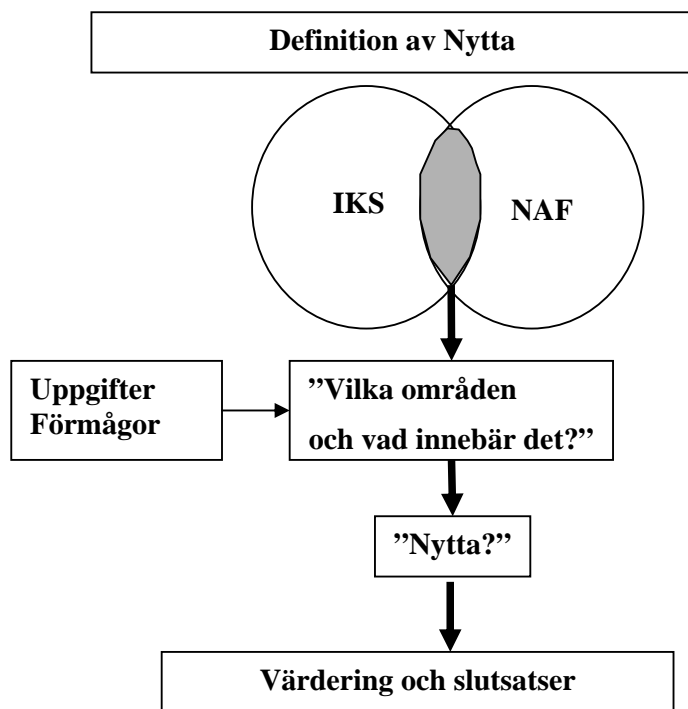 Definition av Nytta
IKS
NAF
Uppgifter
Förmågor
”Vilka områden
och vad innebär det?”
”Nytta?”
Värdering och slutsatser